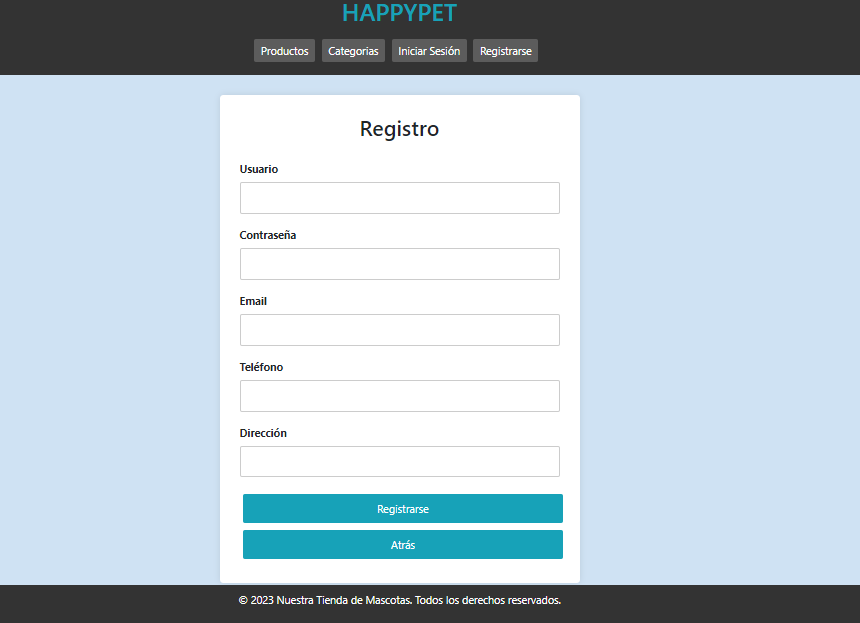 HAPPYPET
Productos Categorias Iniciar Sesión Registrarse
Registro
Usuario
Contraseña
Email
Teléfono
Dirección
Registrarse
Atrás
© 2023 Nuestra Tienda de Mascotas. Todos los derechos reservados.